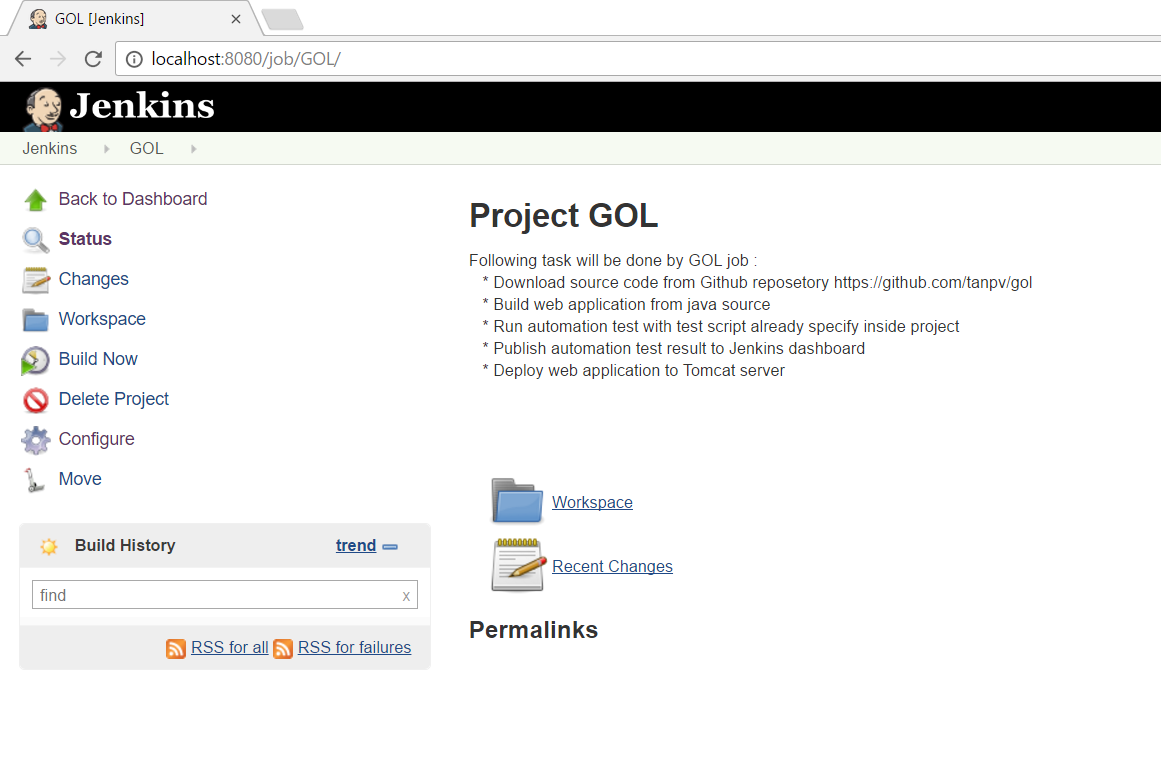 GOL [Jenkins]
localhost:8080/job/GOL/
Jenkins
Jenkins GOL
Back to Dashboard
Status
Changes
Workspace
Build Now
Delete Project
Configure
Move
Build History trend
find x
RSS for all RSS for failures
Project GOL
Following task will be done by GOL job :
* Download source code from Github reposetory https://github.com/tanpv/gol
* Build web application from java source
* Run automation test with test script already specify inside project
* Publish automation test result to Jenkins dashboard
* Deploy web application to Tomcat server
Workspace
Recent Changes
Permalinks